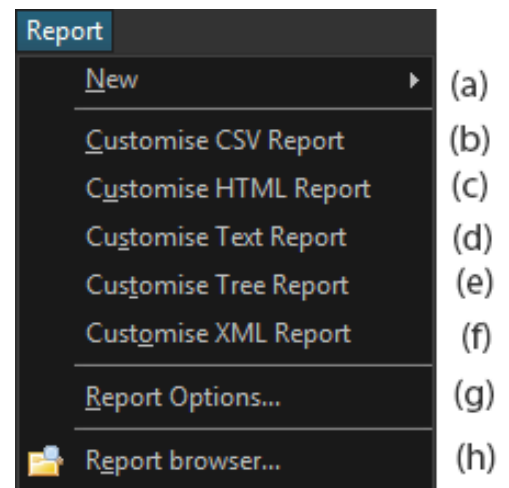 Report
New (a)
Customise CSV Report (b)
Customise HTML Report (c)
Customise Text Report (d)
Customise Tree Report (e)
Customise XML Report (f)
Report Options... (g)
Report browser... (h)